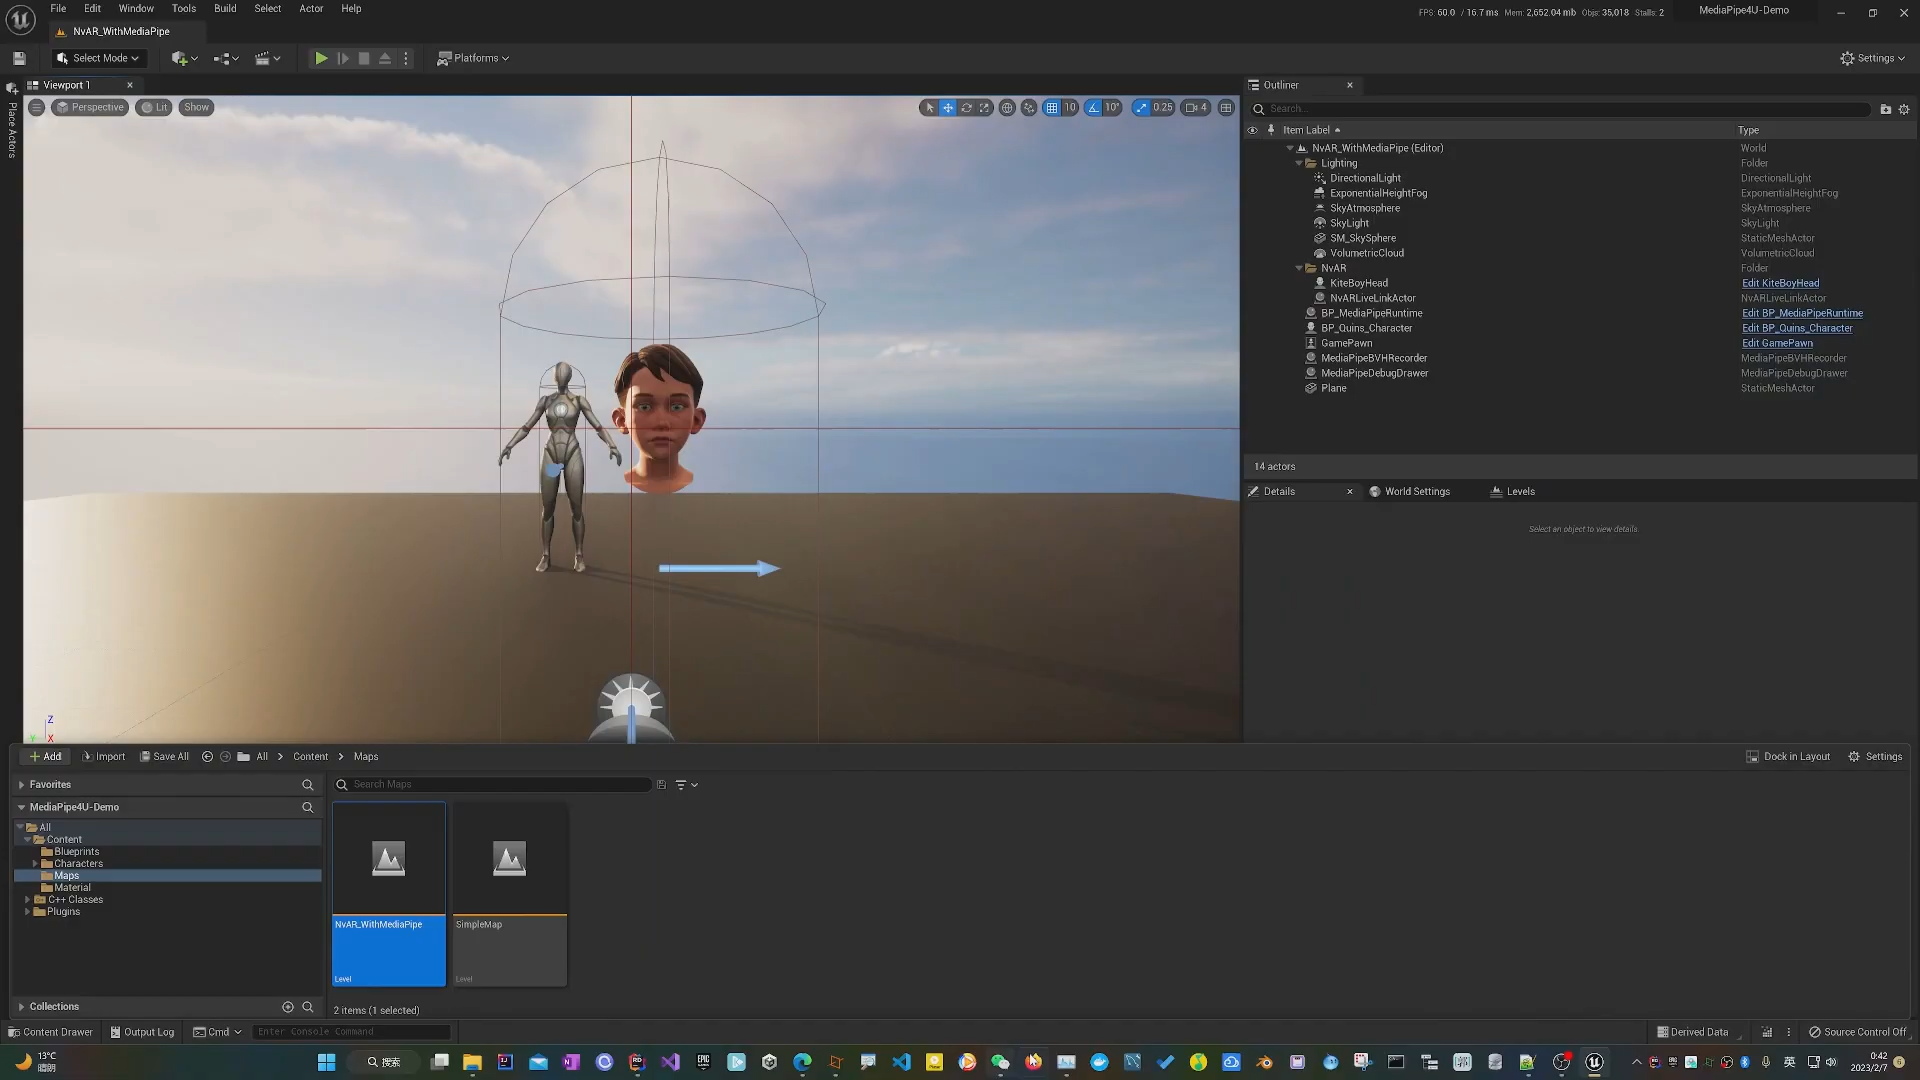 File Edit Window Tools Build Select Actor Help
FPS: 60.0 / 16.7 ms Mem: 2,652.04 mb Objs: 35,018 Stalls: 2
MediaPipe4U-Demo
NvAR_WithMediaPipe
Select Mode
Platforms
Settings
Place Actors
Viewport 1
Perspective Lit Show
10 10° 0.25 4
Z
Y X
Outliner
Search...
Item Label Type
NvAR_WithMediaPipe (Editor) World
Lighting Folder
DirectionalLight DirectionalLight
ExponentialHeightFog ExponentialHeightFog
SkyAtmosphere SkyAtmosphere
SkyLight SkyLight
SM_SkySphere StaticMeshActor
VolumetricCloud VolumetricCloud
NvAR Folder
KiteBoyHead Edit KiteBoyHead
NvARLiveLinkActor NvARLiveLinkActor
BP_MediaPipeRuntime Edit BP_MediaPipeRuntime
BP_Quins_Character Edit BP_Quins_Character
GamePawn Edit GamePawn
MediaPipeBVHRecorder MediaPipeBVHRecorder
MediaPipeDebugDrawer MediaPipeDebugDrawer
Plane StaticMeshActor
14 actors
Details World Settings Levels
Select an object to view details.
Add Import Save All All Content Maps
Dock in Layout Settings
Favorites
MediaPipe4U-Demo
All
Content
Blueprints
Characters
Maps
Material
C++ Classes
Plugins
Collections
Search Maps
NvAR_WithMediaPipe
Level
SimpleMap
Level
2 items (1 selected)
Content Drawer Output Log Cmd Enter Console Command
Derived Data Source Control Off
13°C
晴朗
搜索
英
0:42
2023/2/7